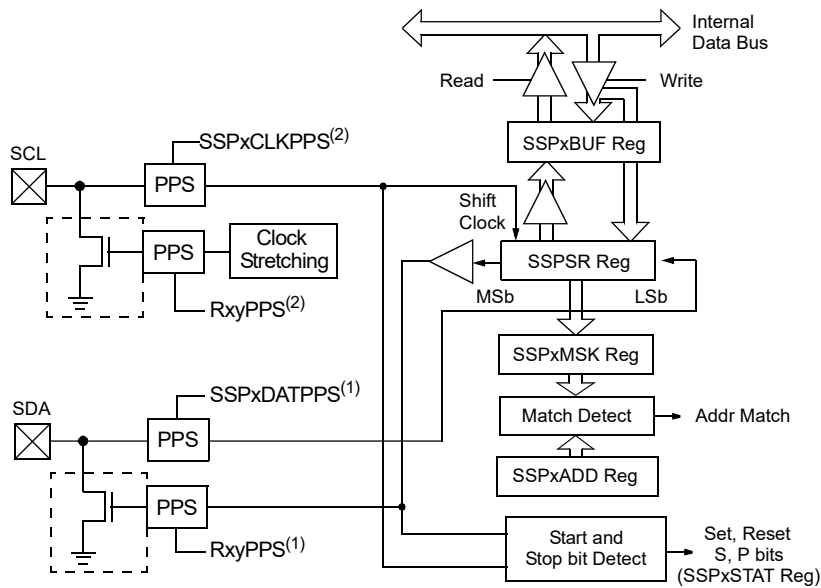 Internal
Data Bus
Read
Write
SSPxBUF Reg
SSPxCLKPPS(2)
SCL
PPS
Shift
Clock
PPS
Clock
Stretching
SSPSR Reg
MSb
LSb
RxyPPS(2)
SSPxMSK Reg
SSPxDATPPS(1)
SDA
PPS
Match Detect
Addr Match
SSPxADD Reg
PPS
RxyPPS(1)
Start and
Stop bit Detect
Set, Reset
S, P bits
(SSPxSTAT Reg)